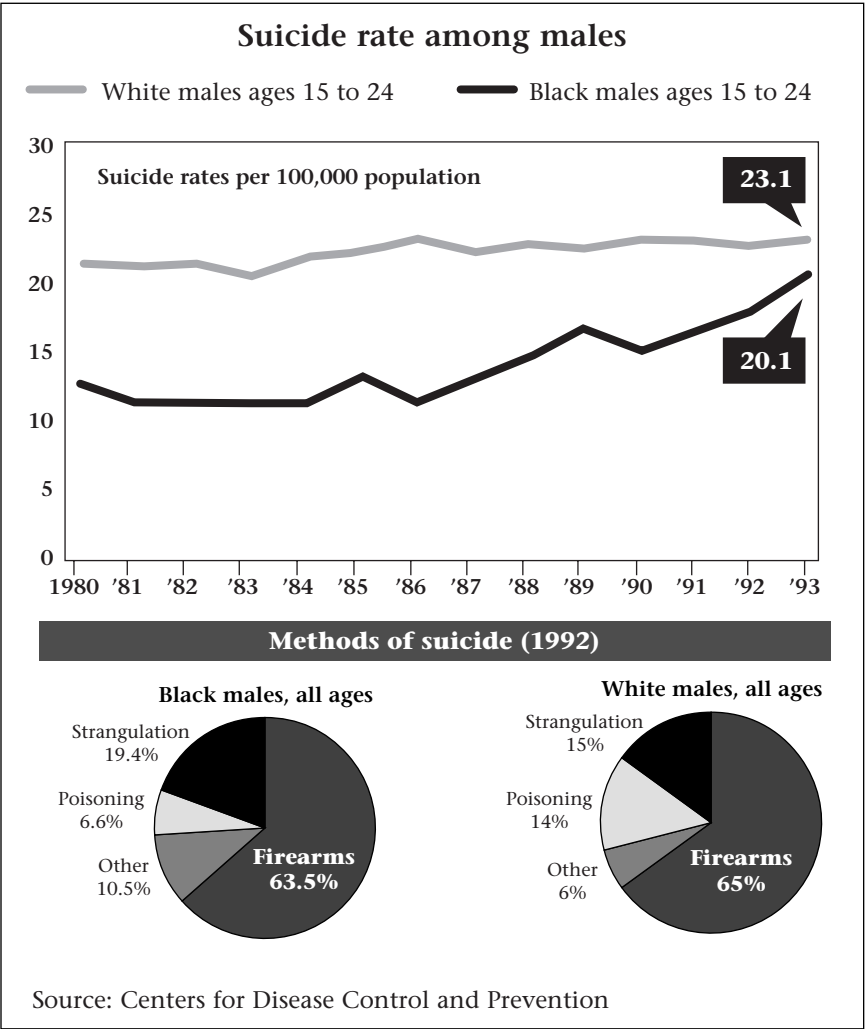 Suicide rate among males
White males ages 15 to 24
Black males ages 15 to 24
30
Suicide rates per 100,000 population
23.1
25
20
15
20.1
10
5
0
1980 ’81 ’82 ’83 ’84 ’85 ’86 ’87 ’88 ’89 ’90 ’91 ’92 ’93
Methods of suicide (1992)
Black males, all ages
Strangulation
19.4%
Poisoning
6.6%
Other
10.5%
Firearms
63.5%
White males, all ages
Strangulation
15%
Poisoning
14%
Other
6%
Firearms
65%
Source: Centers for Disease Control and Prevention